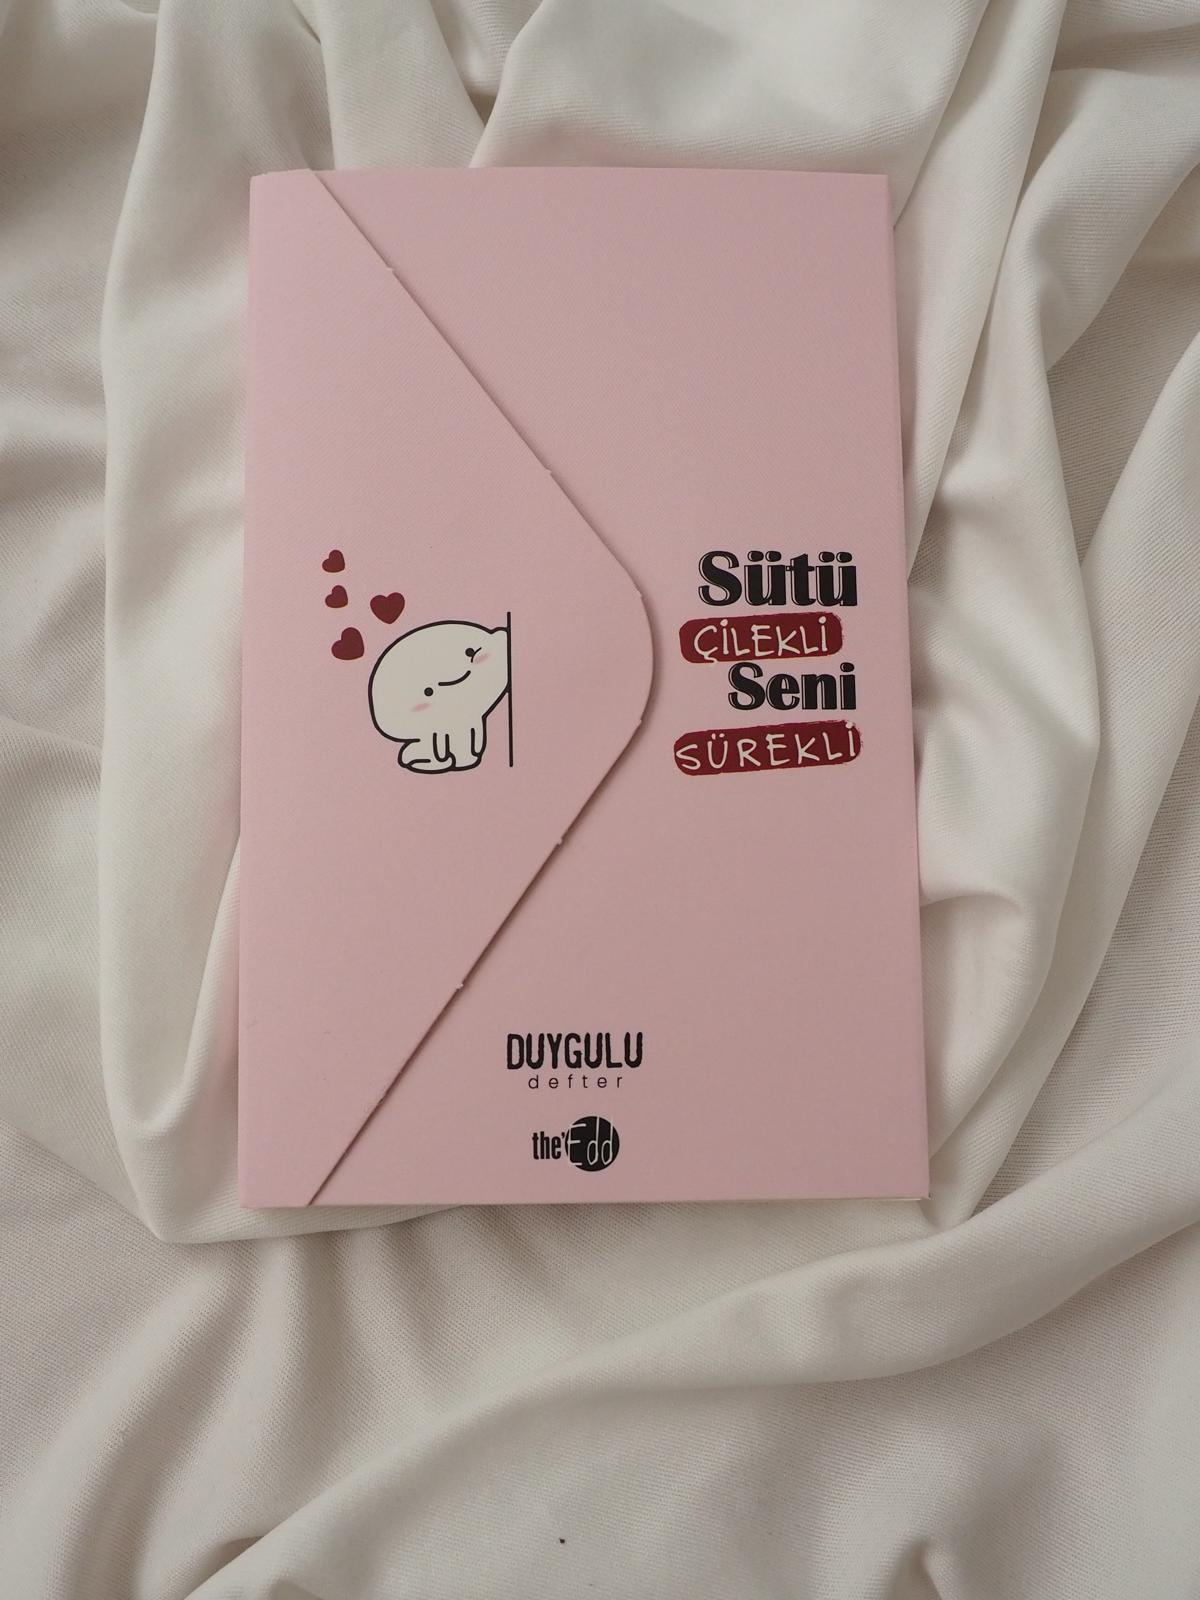 Sütü
ÇİLEKLİ
Seni
SÜREKLİ
DUYGULU
defter
the'Edd